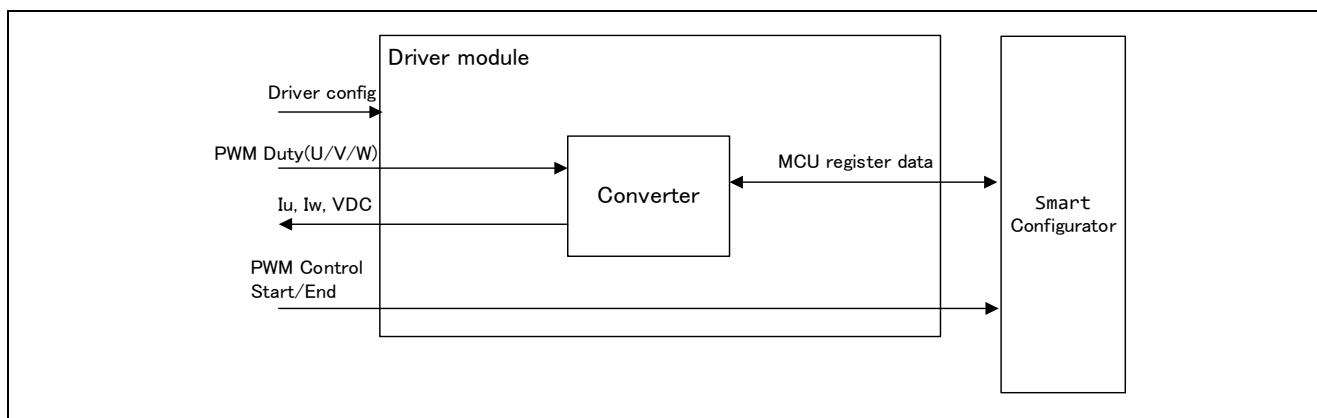 Driver module
Driver config
PWM Duty(U/V/W)
MCU register data
Converter
Smart
Configurator
Iu, Iw, VDC
PWM Control
Start/End